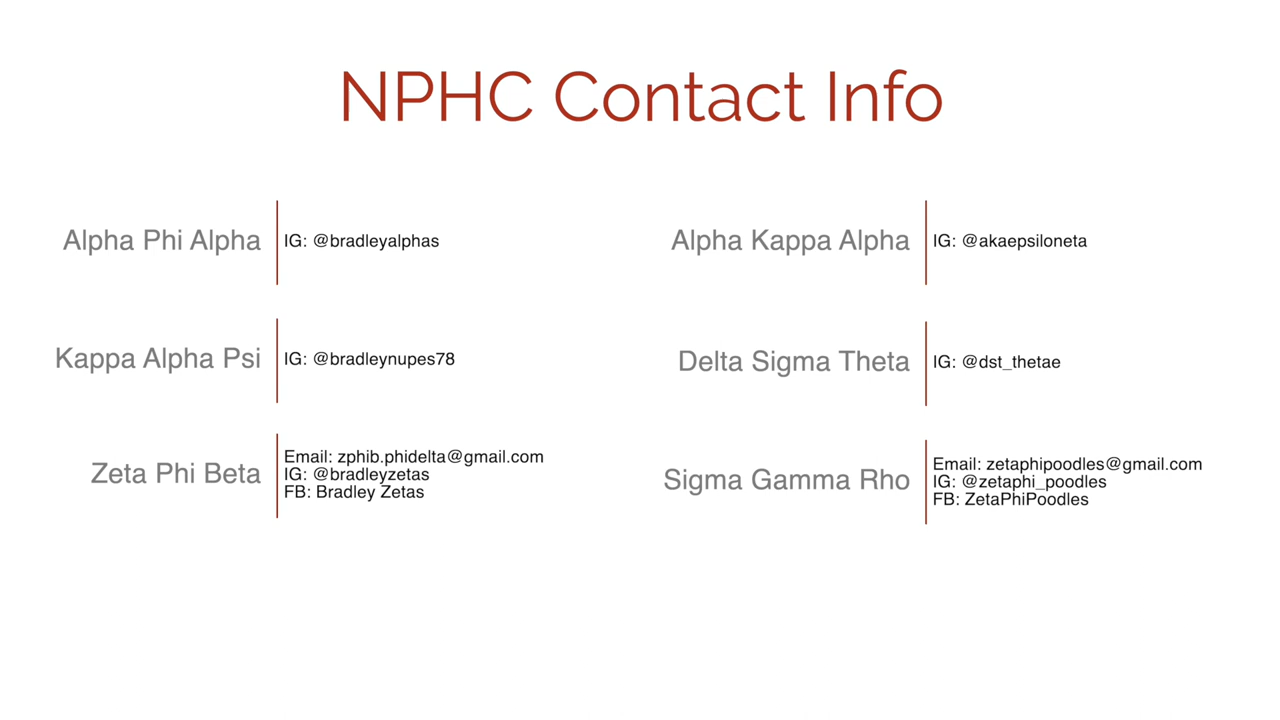 NPHC Contact Info
Alpha Phi Alpha
IG: @bradleyalphas
Kappa Alpha Psi
IG: @bradleynupes78
Zeta Phi Beta
Email: zphib.phidelta@gmail.com
IG: @bradleyzetas
FB: Bradley Zetas
Alpha Kappa Alpha
IG: @akaepsiloneta
Delta Sigma Theta
IG: @dst_thetae
Sigma Gamma Rho
Email: zetaphipoodles@gmail.com
IG: @zetaphi_poodles
FB: ZetaPhiPoodles